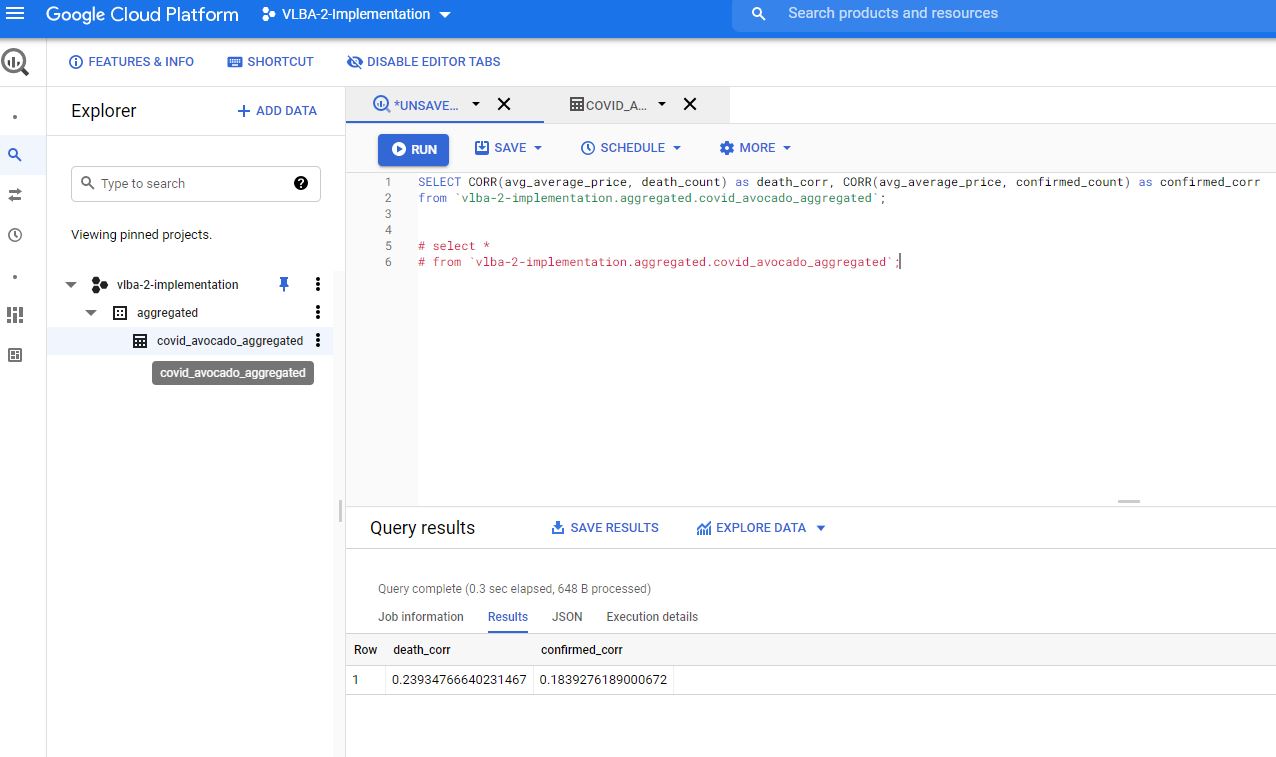 Google Cloud Platform VLBA-2-Implementation Search products and resources
FEATURES & INFO SHORTCUT DISABLE EDITOR TABS
Explorer + ADD DATA
Type to search
Viewing pinned projects.
vlba-2-implementation
aggregated
covid_avocado_aggregated
covid_avocado_aggregated
*UNSAVE... COVID_A...
RUN SAVE SCHEDULE MORE
1 SELECT CORR(avg_average_price, death_count) as death_corr, CORR(avg_average_price, confirmed_count) as confirmed_corr
2 from `vlba-2-implementation.aggregated.covid_avocado_aggregated`;
3
4
5 # select *
6 # from `vlba-2-implementation.aggregated.covid_avocado_aggregated`;
Query results SAVE RESULTS EXPLORE DATA
Query complete (0.3 sec elapsed, 648 B processed)
Job information Results JSON Execution details
Row death_corr confirmed_corr
1 0.23934766640231467 0.1839276189000672